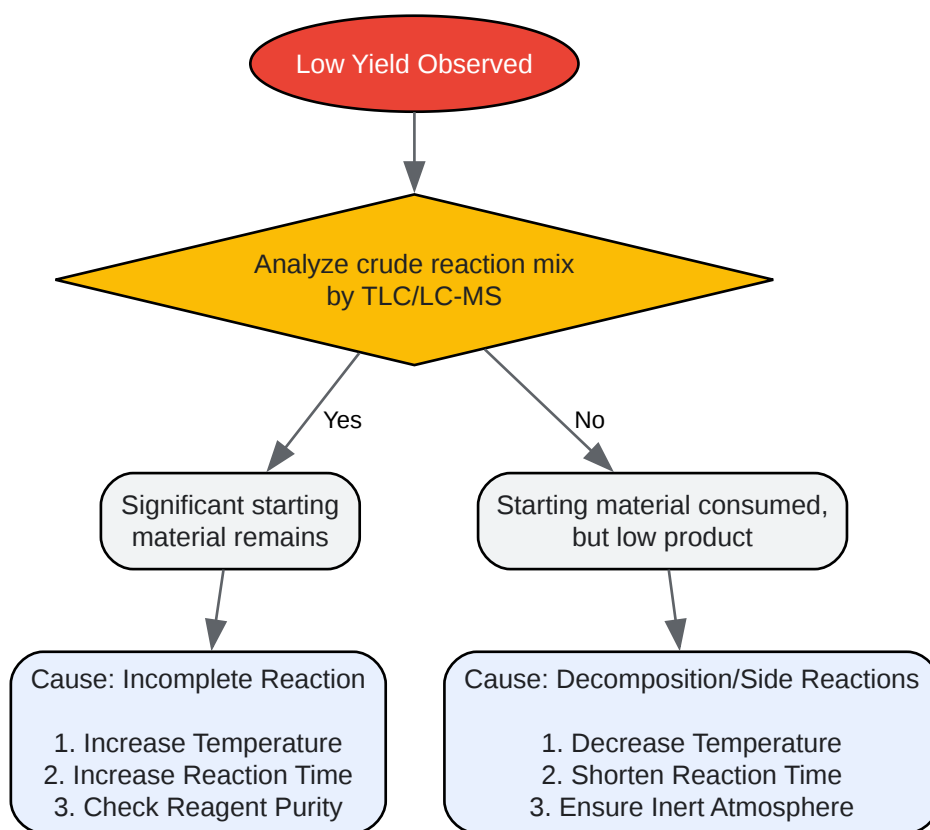 Low Yield Observed
Analyze crude reaction mix
by TLC/LC-MS
Yes
No
Significant starting
material remains
Starting material consumed,
but low product
Cause: Incomplete Reaction
1. Increase Temperature
2. Increase Reaction Time
3. Check Reagent Purity
Cause: Decomposition/Side Reactions
1. Decrease Temperature
2. Shorten Reaction Time
3. Ensure Inert Atmosphere